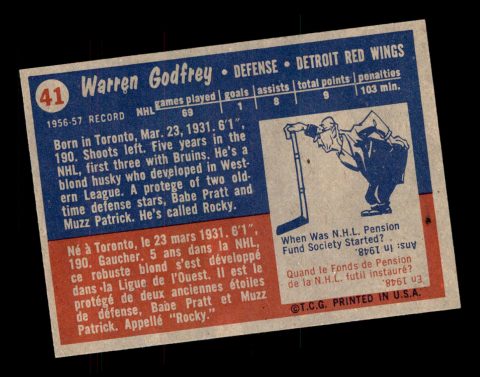 41
Warren Godfrey • DEFENSE • DETROIT RED WINGS
1956-57 RECORD NHL games played 69 goals 1 assists 8 total points 9 penalties 103 min.
Born in Toronto, Mar. 23, 1931. 6'1",
190. Shoots left. Five years in the
NHL, first three with Bruins. He's a
blond husky who developed in West-
ern League. A protege of two old-
time defense stars, Babe Pratt and
Muzz Patrick. He's called Rocky.
Né à Toronto, le 23 mars 1931. 6'1",
190. Gaucher. 5 ans dans la NHL,
ce robuste blond s'est développé
dans la Ligue de l'Ouest. Il est le
protégé de deux anciennes étoiles
de défense, Babe Pratt et Muzz
Patrick. Appellé "Rocky."
When Was N.H.L. Pension
Fund Society Started?
Ans: In 1948.
Quand le Fonds de Pension
de la N.H.L. futil instauré?
En 1948.
©T.C.G. PRINTED IN U.S.A.